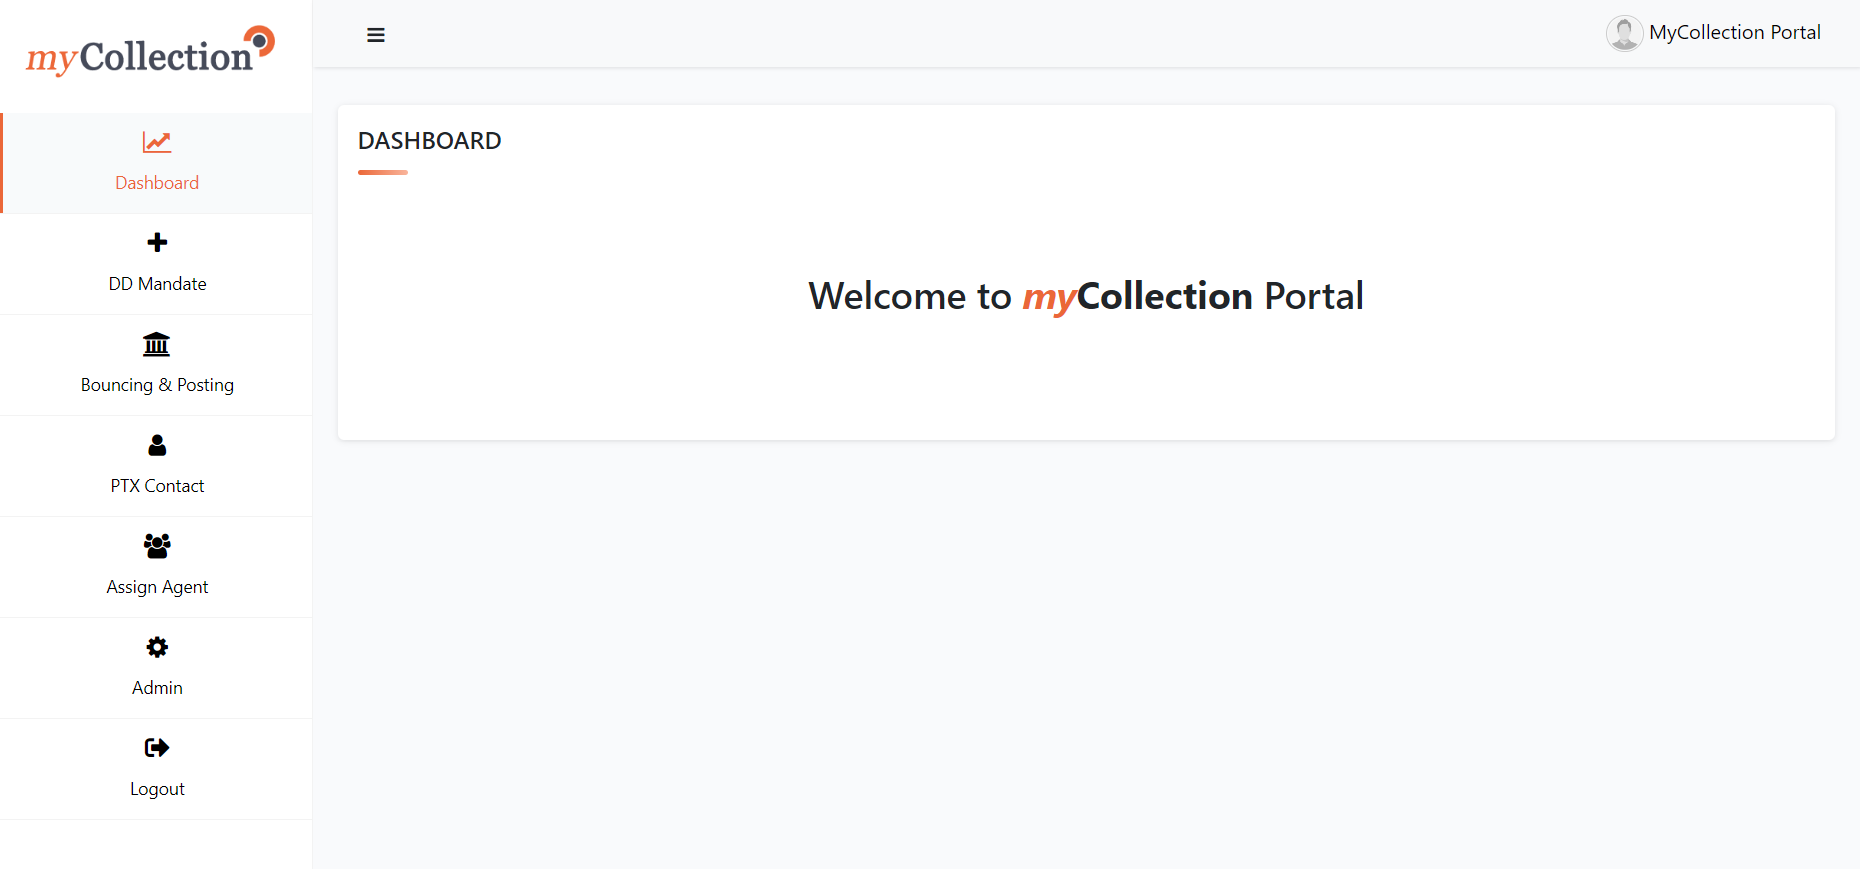 myCollection
MyCollection Portal
Dashboard
DD Mandate
Bouncing & Posting
PTX Contact
Assign Agent
Admin
Logout
DASHBOARD
Welcome to myCollection Portal